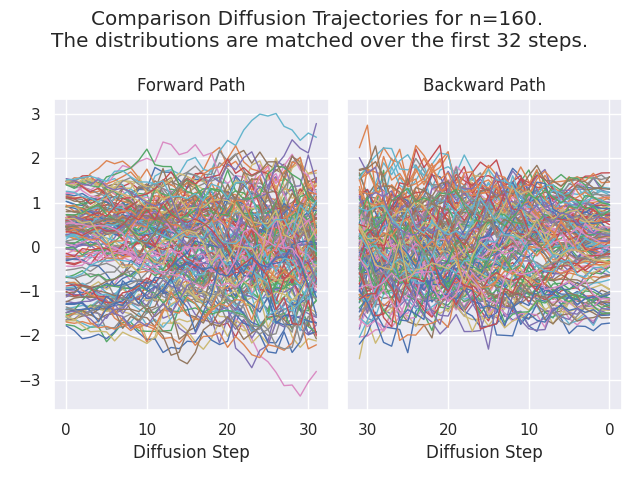 Comparison Diffusion Trajectories for n=160.
The distributions are matched over the first 32 steps.
Forward Path
Backward Path
3
2
1
0
−1
−2
−3
0 10 20 30
30 20 10 0
Diffusion Step
Diffusion Step